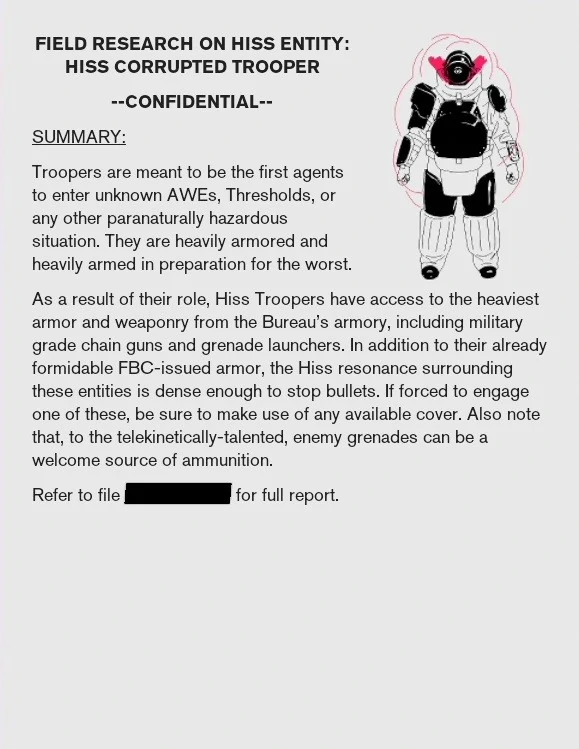 FIELD RESEARCH ON HISS ENTITY:
HISS CORRUPTED TROOPER
--CONFIDENTIAL--
SUMMARY:
Troopers are meant to be the first agents
to enter unknown AWEs, Thresholds, or
any other paranaturally hazardous
situation. They are heavily armored and
heavily armed in preparation for the worst.
As a result of their role, Hiss Troopers have access to the heaviest
armor and weaponry from the Bureau's armory, including military
grade chain guns and grenade launchers. In addition to their already
formidable FBC-issued armor, the Hiss resonance surrounding
these entities is dense enough to stop bullets. If forced to engage
one of these, be sure to make use of any available cover. Also note
that, to the telekinetically-talented, enemy grenades can be a
welcome source of ammunition.
Refer to file for full report.